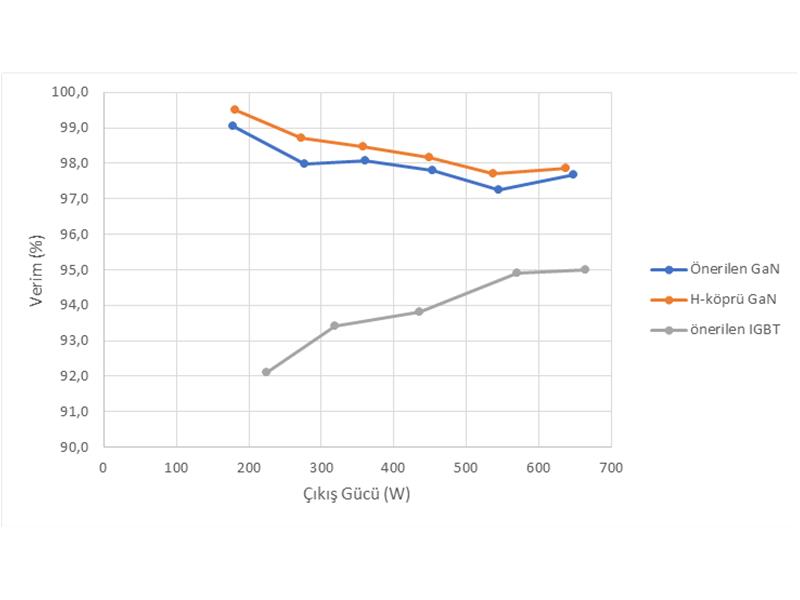 100,0
99,0
98,0
97,0
96,0
95,0
94,0
93,0
92,0
91,0
90,0
Verim (%)
0 100 200 300 400 500 600 700
Çıkış Gücü (W)
Önerilen GaN
H-köprü GaN
önerilen IGBT